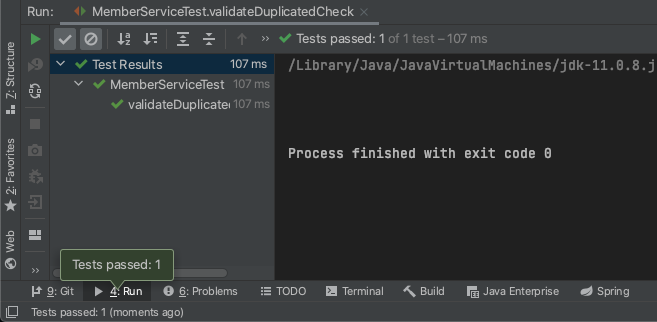 Run: MemberServiceTest.validateDuplicatedCheck ×
Tests passed: 1 of 1 test – 107 ms
Test Results 107 ms
/Library/Java/JavaVirtualMachines/jdk-11.0.8.j
MemberServiceTest 107 ms
validateDuplicated 107 ms
Process finished with exit code 0
Z: Structure
2: Favorites
Web
Tests passed: 1
9: Git
4: Run
6: Problems
TODO
Terminal
Build
Java Enterprise
Spring
Tests passed: 1 (moments ago)